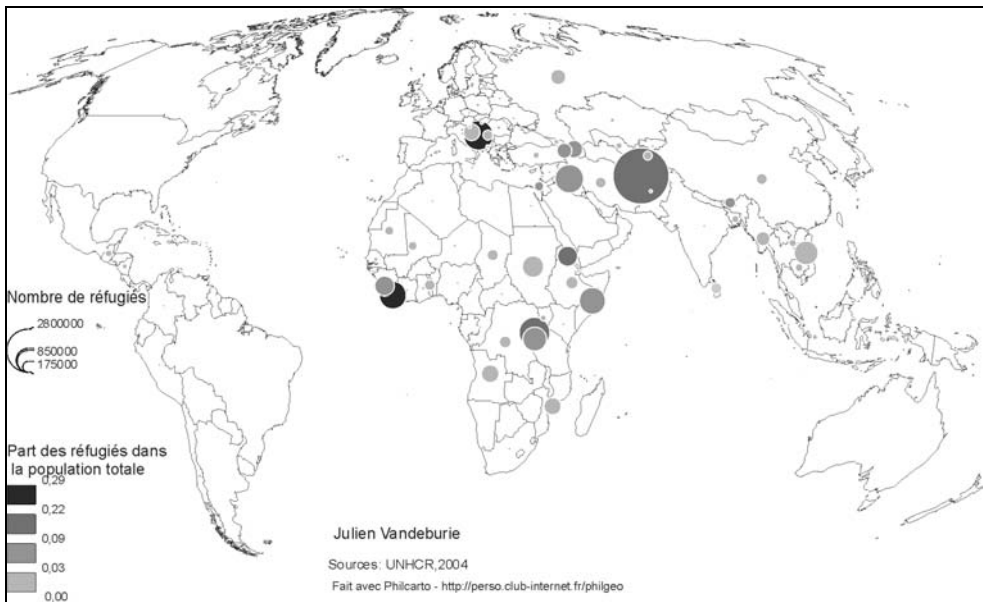 Nombre de réfugiés
2800000
850000
175000
Part des réfugiés dans
la population totale
0,29
0,22
0,09
0,03
0,00
Julien Vandeburie
Sources: UNHCR,2004
Fait avec Philcarto - http://perso.club-internet.fr/philgeo